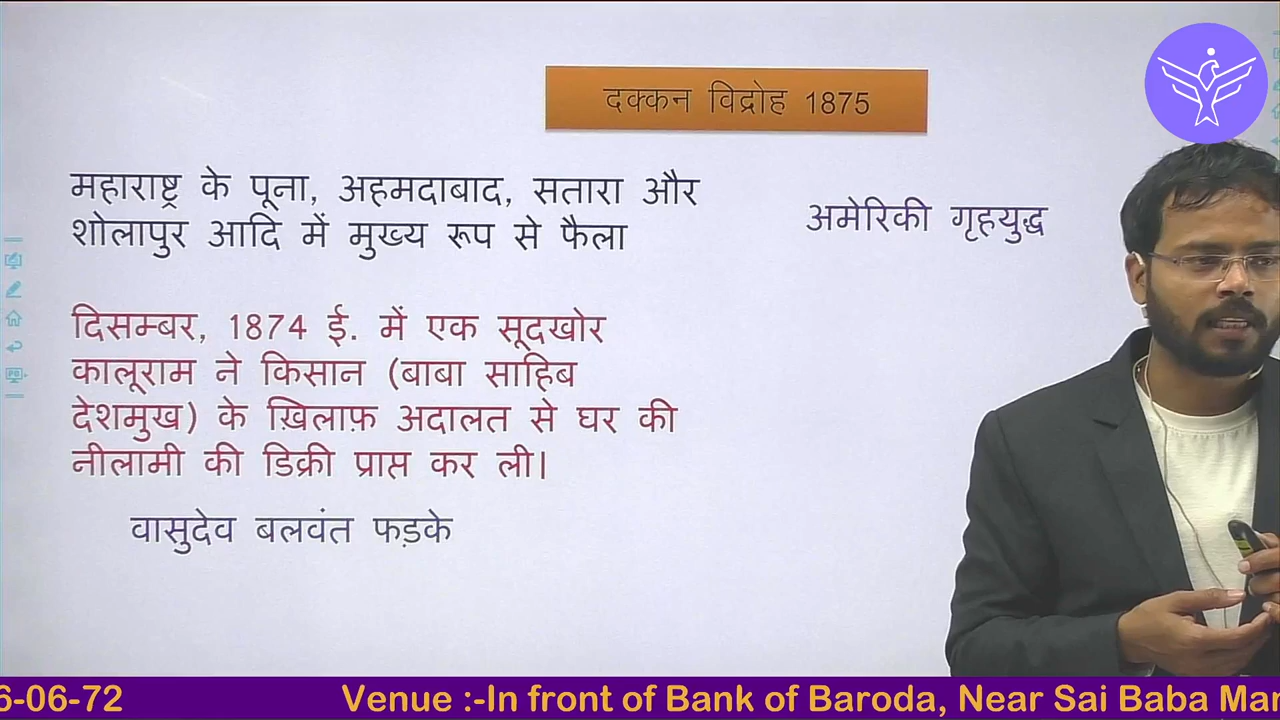 दक्कन विद्रोह 1875
महाराष्ट्र के पूना, अहमदाबाद, सतारा और
शोलापुर आदि में मुख्य रूप से फैला
अमेरिकी गृहयुद्ध
दिसम्बर, 1874 ई. में एक सूदखोर
कालूराम ने किसान (बाबा साहिब
देशमुख) के ख़िलाफ़ अदालत से घर की
नीलामी की डिक्री प्राप्त कर ली।
वासुदेव बलवंत फड़के
6-06-72 Venue :-In front of Bank of Baroda, Near Sai Baba